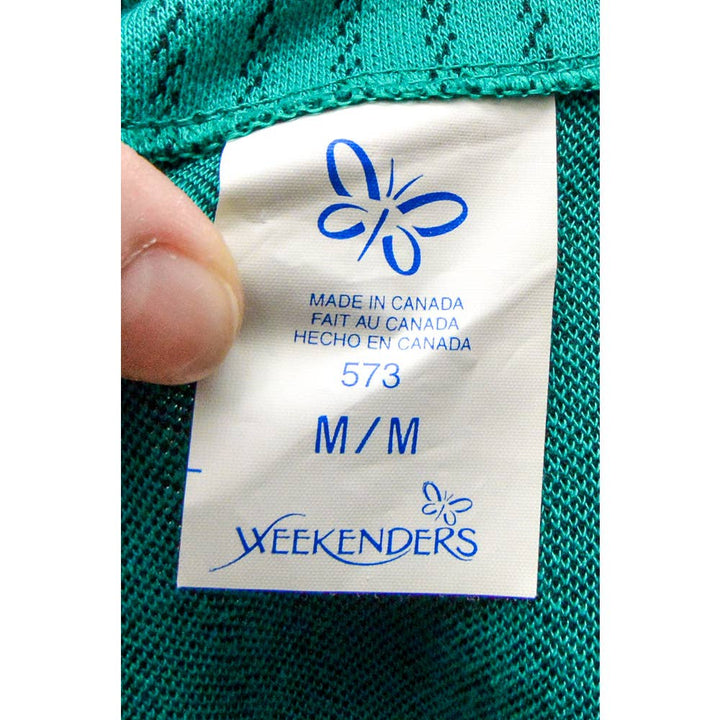 MADE IN CANADA
FAIT AU CANADA
HECHO EN CANADA
573
M/M
WEEKENDERS